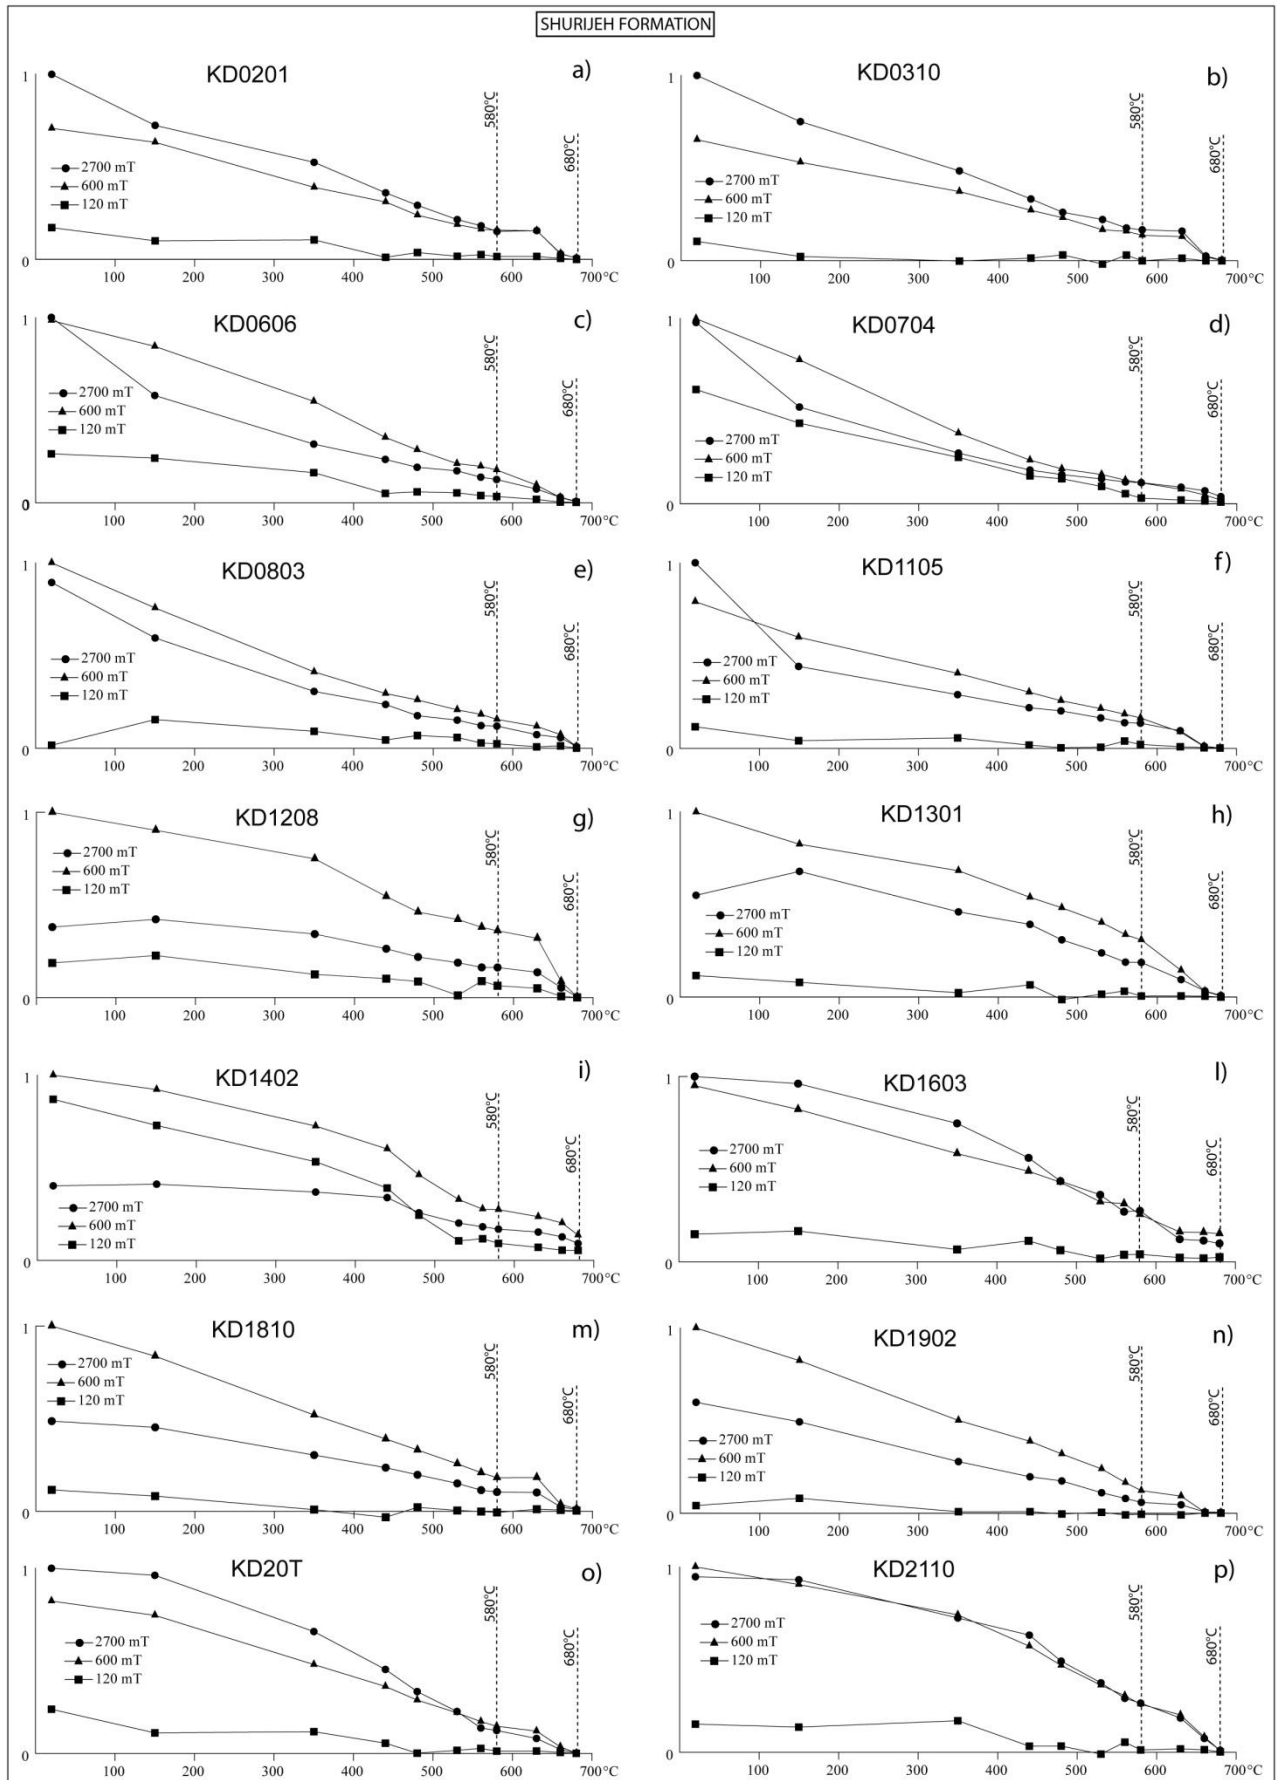 SHURIJEH FORMATION
KD0201
a)
1
580°C
680°C
2700 mT
600 mT
120 mT
0
100 200 300 400 500 600 700°C
KD0310
b)
1
580°C
680°C
2700 mT
600 mT
120 mT
0
100 200 300 400 500 600 700°C
KD0606
c)
1
580°C
680°C
2700 mT
600 mT
120 mT
0
100 200 300 400 500 600 700°C
KD0704
d)
1
580°C
680°C
2700 mT
600 mT
120 mT
0
100 200 300 400 500 600 700°C
KD0803
e)
1
580°C
680°C
2700 mT
600 mT
120 mT
0
100 200 300 400 500 600 700°C
KD1105
f)
1
580°C
680°C
2700 mT
600 mT
120 mT
0
100 200 300 400 500 600 700°C
KD1208
g)
1
580°C
680°C
2700 mT
600 mT
120 mT
0
100 200 300 400 500 600 700°C
KD1301
h)
1
580°C
680°C
2700 mT
600 mT
120 mT
0
100 200 300 400 500 600 700°C
KD1402
i)
1
580°C
680°C
2700 mT
600 mT
120 mT
0
100 200 300 400 500 600 700°C
KD1603
l)
1
580°C
680°C
2700 mT
600 mT
120 mT
0
100 200 300 400 500 600 700°C
KD1810
m)
1
580°C
680°C
2700 mT
600 mT
120 mT
0
100 200 300 400 500 600 700°C
KD1902
n)
1
580°C
680°C
2700 mT
600 mT
120 mT
0
100 200 300 400 500 600 700°C
KD20T
o)
1
580°C
680°C
2700 mT
600 mT
120 mT
0
100 200 300 400 500 600 700°C
KD2110
p)
1
580°C
680°C
2700 mT
600 mT
120 mT
0
100 200 300 400 500 600 700°C